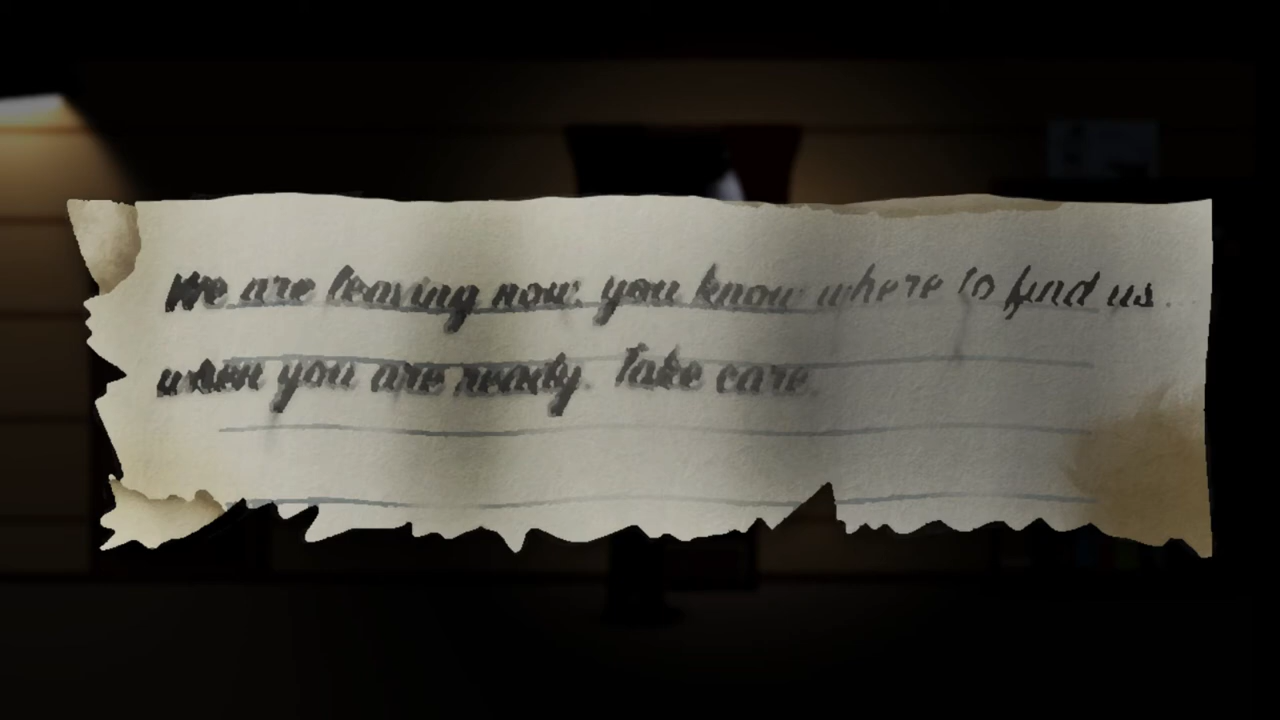 We are leaving now. you know where to find us...
when you are ready. Take care.